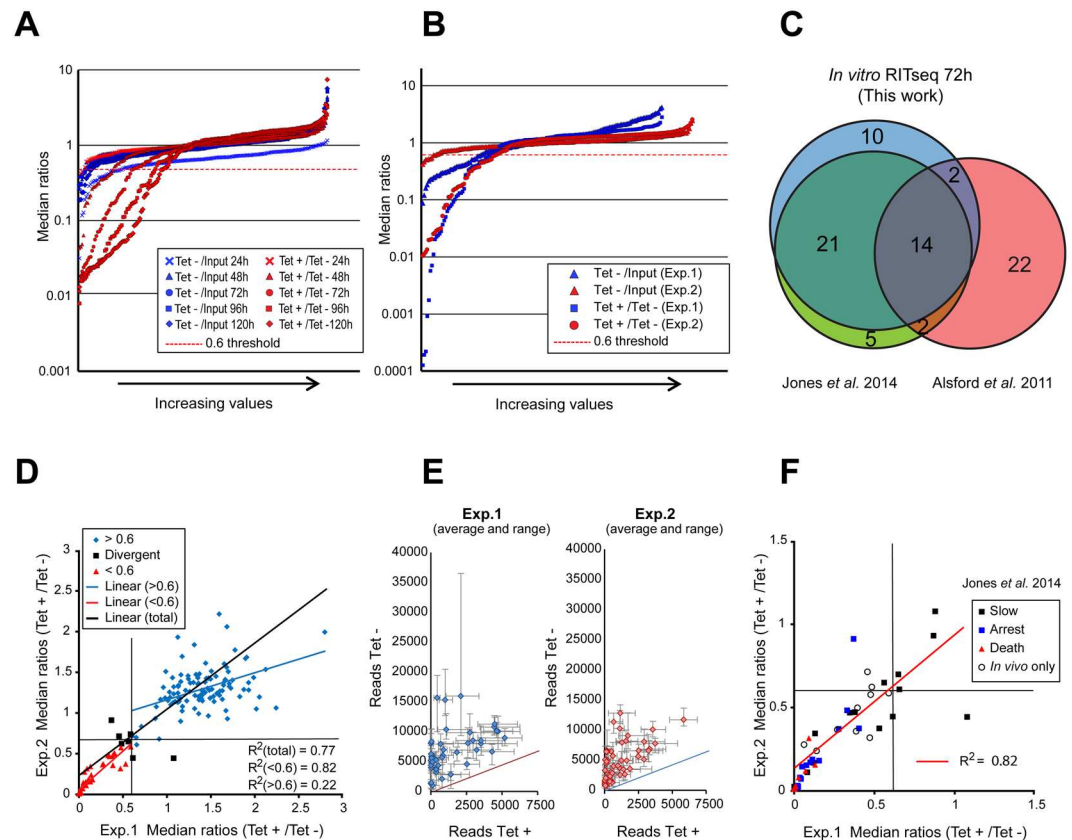 A
Median ratios
10
1
0.1
0.01
0.001
Tet - /Input 24h
Tet - /Input 48h
Tet - /Input 72h
Tet - /Input 96h
Tet - /Input 120h
Tet + /Tet - 24h
Tet + /Tet - 48h
Tet + /Tet - 72h
Tet + /Tet - 96h
Tet + /Tet -120h
0.6 threshold
Increasing values
B
Median ratios
10
1
0.1
0.01
0.001
0.0001
Tet - /Input (Exp.1)
Tet - /Input (Exp.2)
Tet + /Tet - (Exp.1)
Tet + /Tet - (Exp.2)
0.6 threshold
Increasing values
C
In vitro RITseq 72h
(This work)
10
2
21
14
22
2
5
Jones et al. 2014
Alsford et al. 2011
D
Exp.2 Median ratios (Tet + /Tet -)
> 0.6
Divergent
< 0.6
Linear (>0.6)
Linear (<0.6)
Linear (total)
3
2.5
2
1.5
1
0.5
0
R2(total) = 0.77
R2(<0.6) = 0.82
R2(>0.6) = 0.22
0 0.5 1 1.5 2 2.5 3
Exp.1 Median ratios (Tet + /Tet -)
E
Exp.1
(average and range)
Reads Tet -
40000
35000
30000
25000
20000
15000
10000
5000
0
0 2500 5000 7500
Reads Tet +
Exp.2
(average and range)
Reads Tet -
40000
35000
30000
25000
20000
15000
10000
5000
0
0 2500 5000 7500
Reads Tet +
F
Exp.2 Median ratios (Tet + /Tet -)
1.5
1
0.5
0
Jones et al. 2014
Slow
Arrest
Death
In vivo only
R2 = 0.82
0 0.5 1 1.5
Exp.1 Median ratios (Tet + /Tet -)